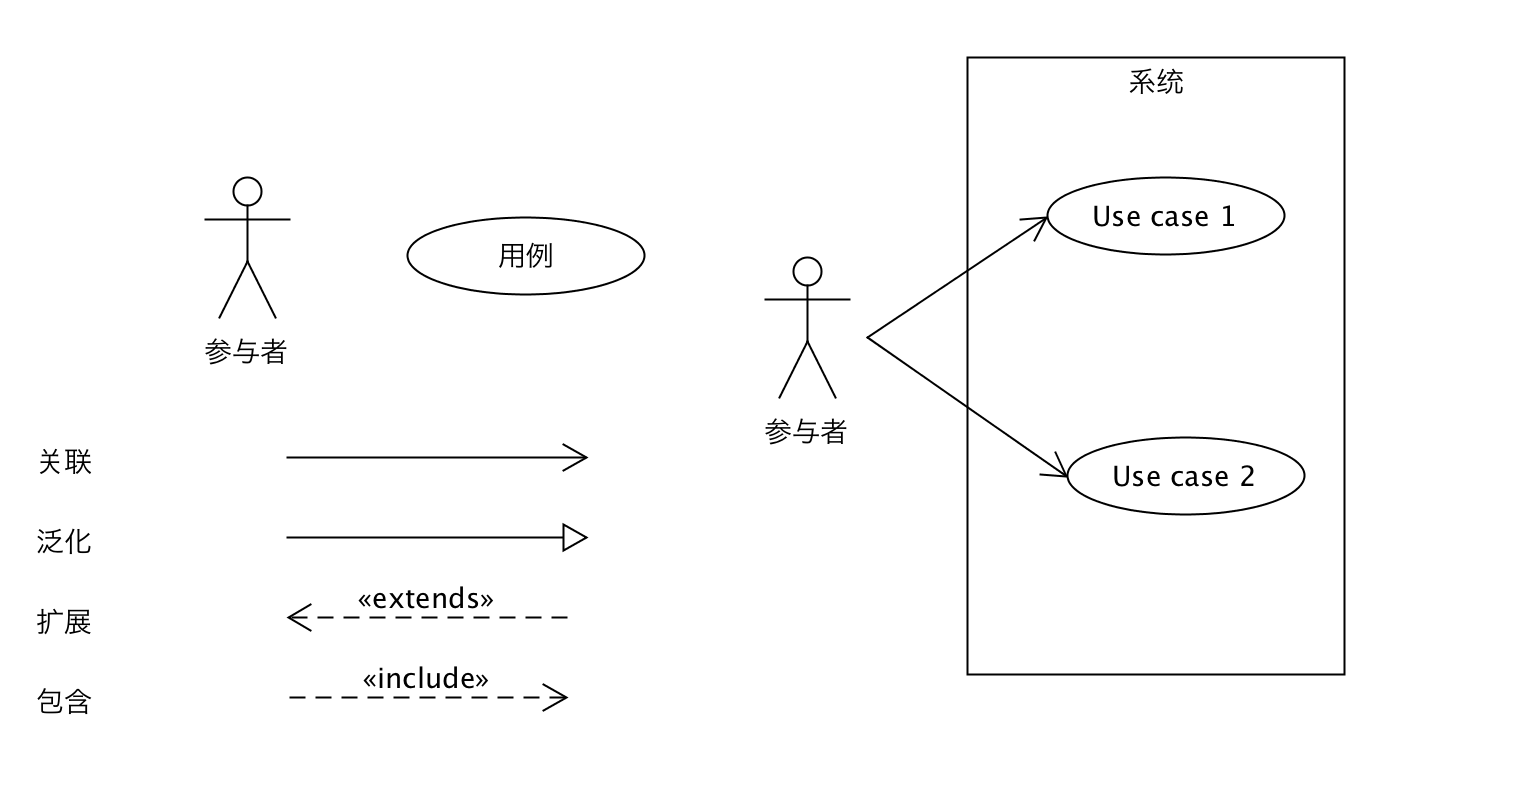 参与者
用例
关联
泛化
扩展
«extends»
包含
«include»
系统
Use case 1
参与者
Use case 2